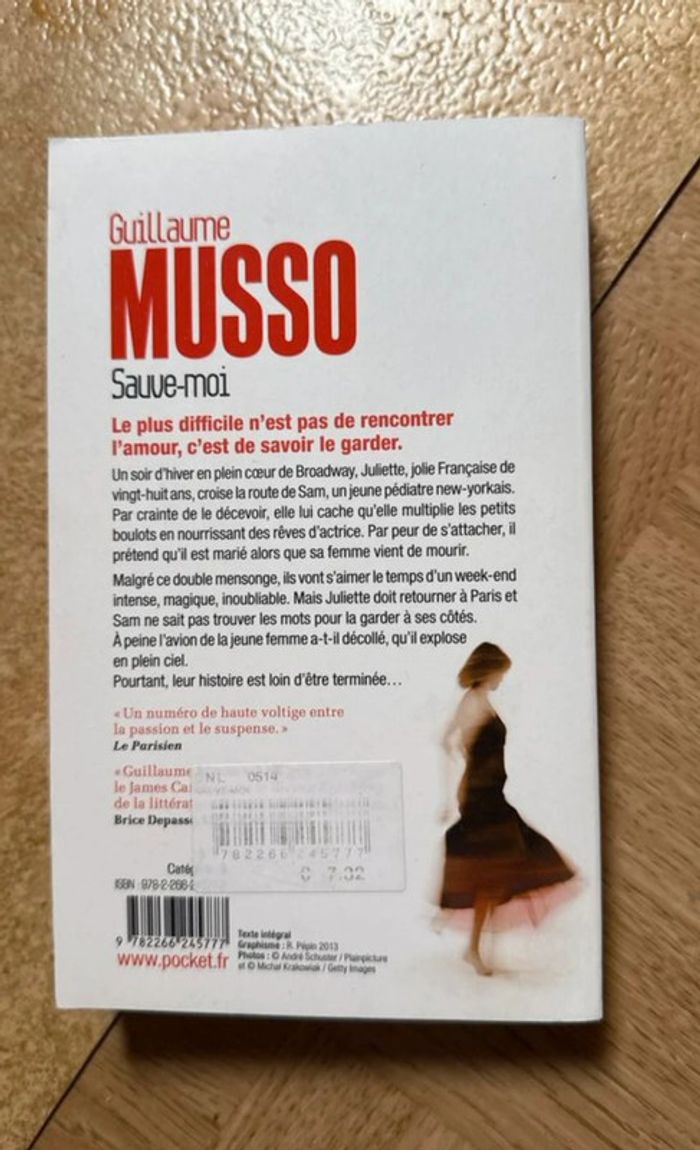 Guillaume
MUSSO
Sauve-moi
Le plus difficile n'est pas de rencontrer
l'amour, c'est de savoir le garder.
Un soir d'hiver en plein cœur de Broadway, Juliette, jolie Française de
vingt-huit ans, croise la route de Sam, un jeune pédiatre new-yorkais.
Par crainte de le décevoir, elle lui cache qu'elle multiplie les petits
boulots en nourrissant des rêves d'actrice. Par peur de s'attacher, il
prétend qu'il est marié alors que sa femme vient de mourir.
Malgré ce double mensonge, ils vont s'aimer le temps d'un week-end
intense, magique, inoubliable. Mais Juliette doit retourner à Paris et
Sam ne sait pas trouver les mots pour la garder à ses côtés.
À peine l'avion de la jeune femme a-t-il décollé, qu'il explose
en plein ciel.
Pourtant, leur histoire est loin d'être terminée…
« Un numéro de haute voltige entre
la passion et le suspense. »
Le Parisien
« Guillaume
le James Ca
de la littérat
Brice Depass
NL 0514
782266 245777
7.02
Caté
ISBN 978-2-266-2
9 782266 245777
www.pocket.fr
Texte intégral
Graphisme : R. Pépin 2013
Photos : © André Schuster / Plainpicture
et © Michal Krakowiak / Getty Images